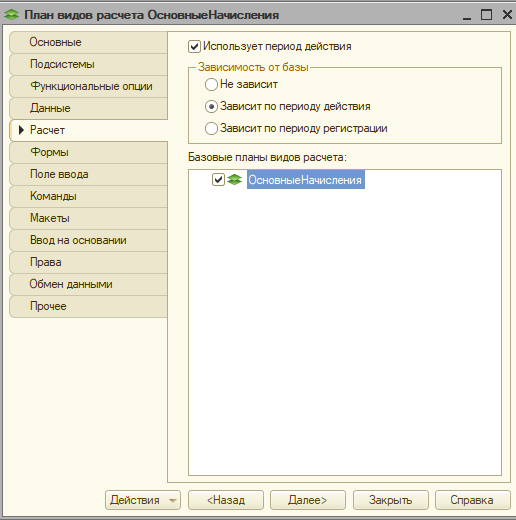 План видов расчета ОсновныеНачисления
Основные
Подсистемы
Функциональные опции
Данные
Расчет
Формы
Поле ввода
Команды
Макеты
Ввод на основании
Права
Обмен данными
Прочее
Использует период действия
Зависимость от базы
Не зависит
Зависит по периоду действия
Зависит по периоду регистрации
Базовые планы видов расчета:
ОсновныеНачисления
Действия
<Назад
Далее>
Закрыть
Справка